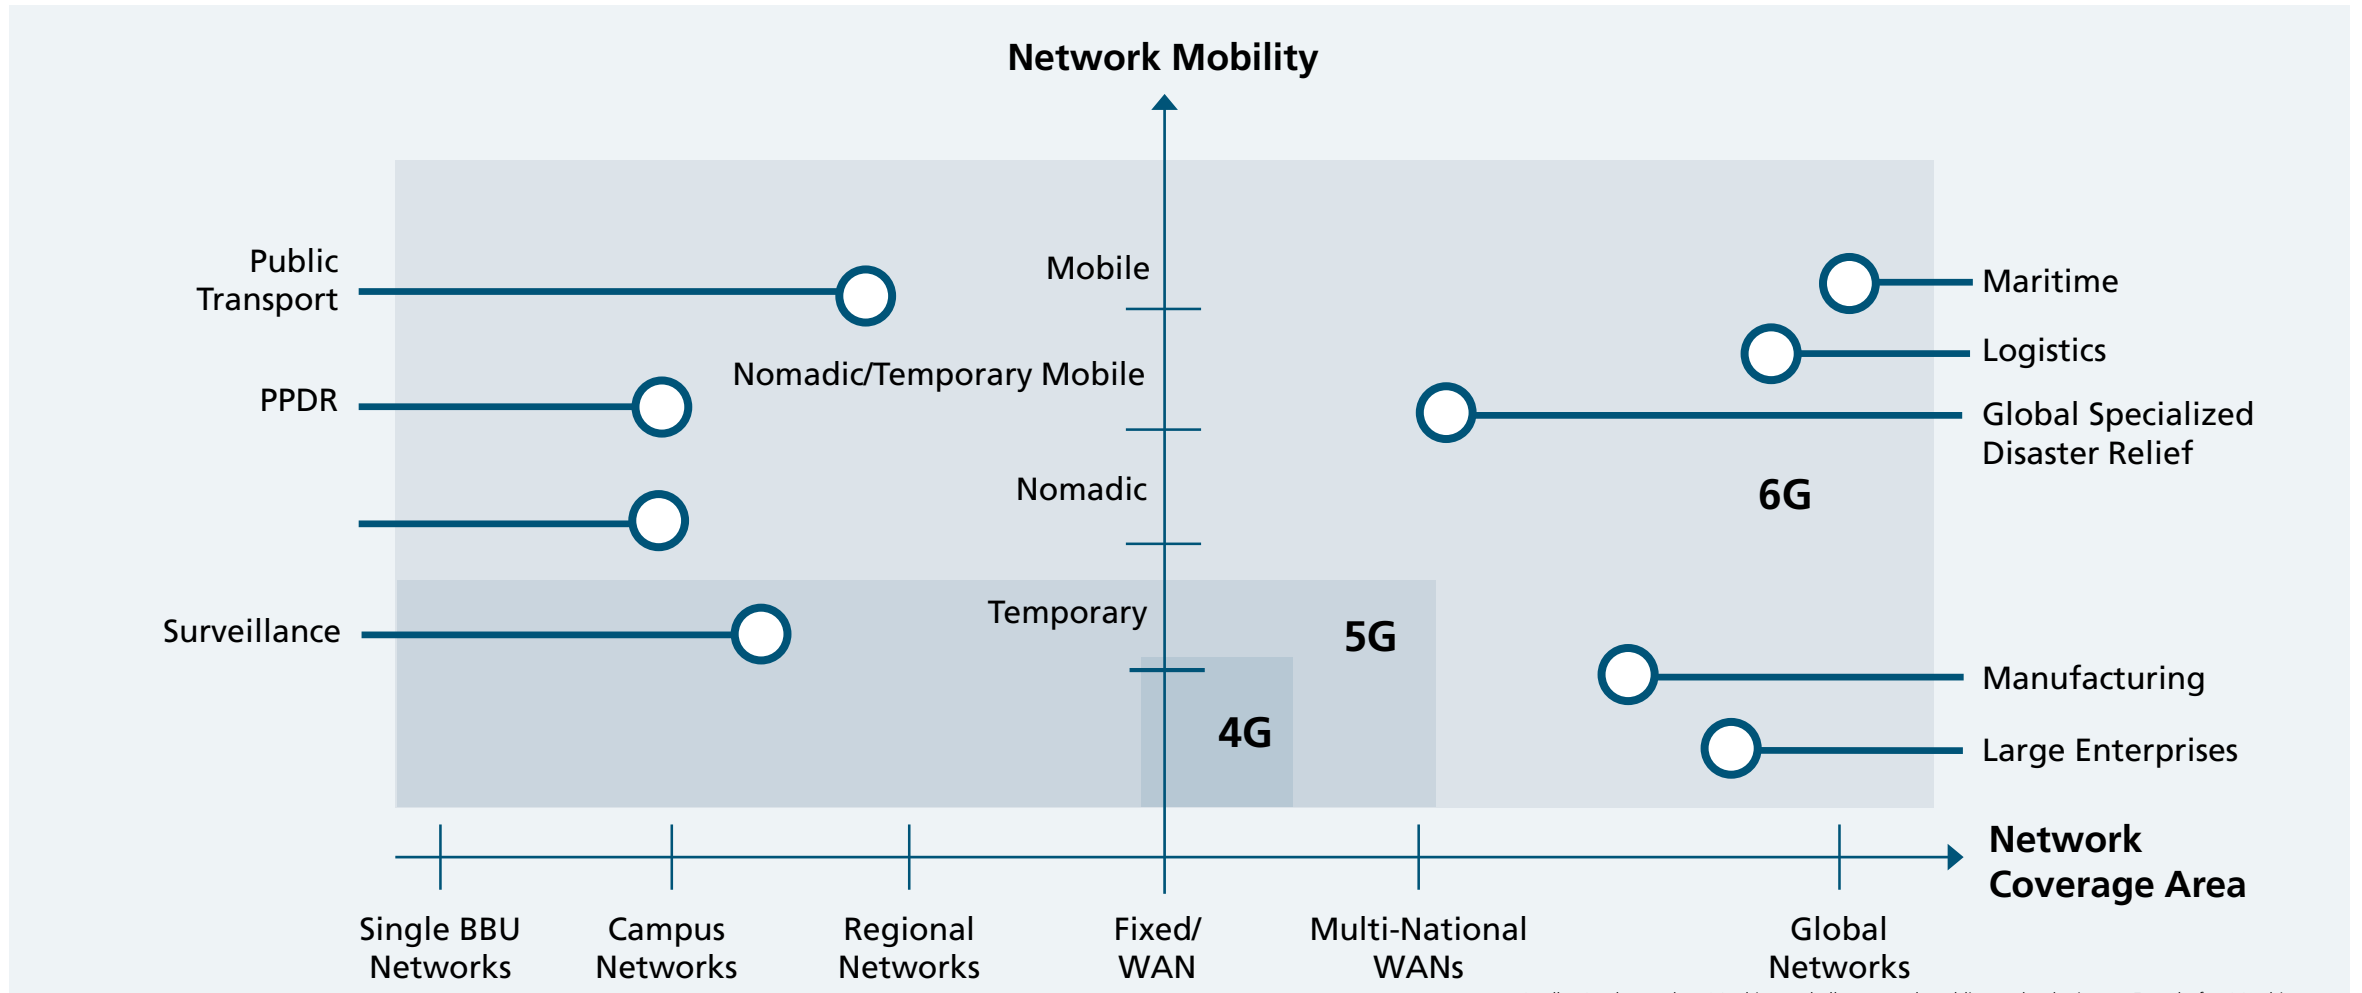 Network Mobility
Public
Transport
Mobile
Maritime
Logistics
Nomadic/Temporary Mobile
PPDR
Global Specialized
Disaster Relief
Nomadic
6G
Temporary
5G
Surveillance
Manufacturing
4G
Large Enterprises
Network
Coverage Area
Single BBU
Networks
Campus
Networks
Regional
Networks
Fixed/
WAN
Multi-National
WANs
Global
Networks